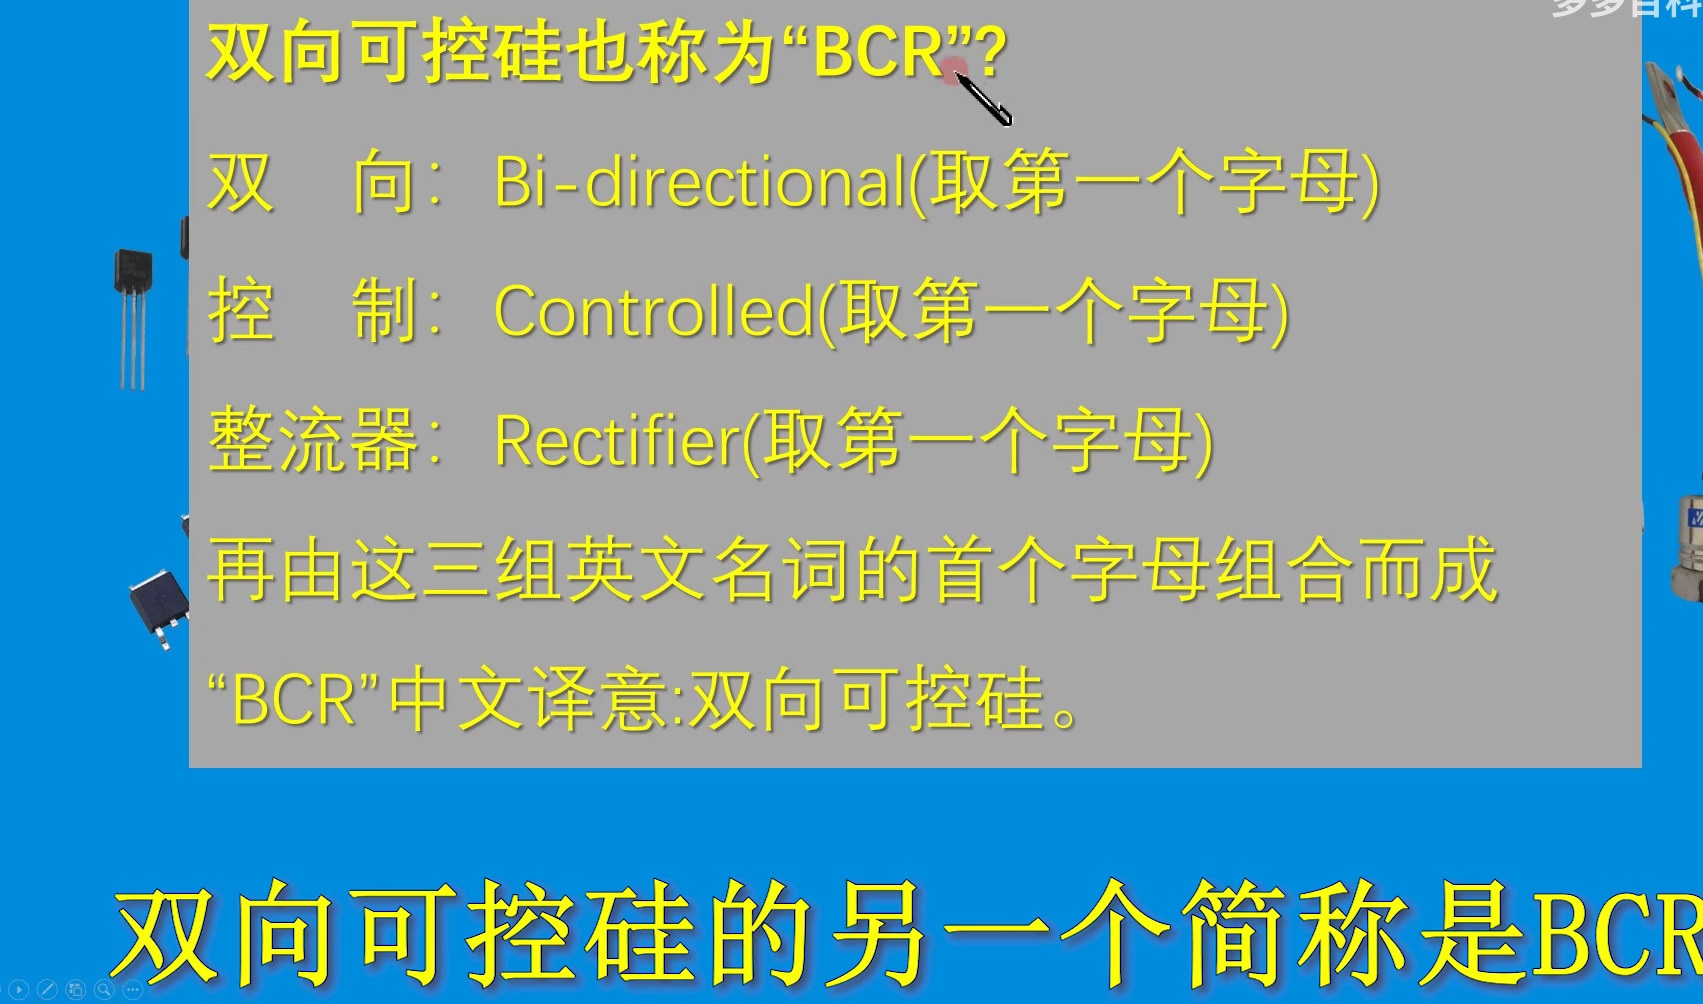 多多百科
双向可控硅也称为“BCR”?
双 向：Bi-directional(取第一个字母)
控 制：Controlled(取第一个字母)
整流器：Rectifier(取第一个字母)
再由这三组英文名词的首个字母组合而成
“BCR”中文译意:双向可控硅。
双向可控硅的另一个简称是BCR